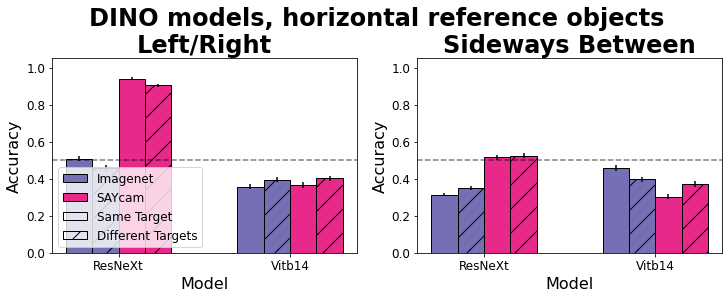 DINO models, horizontal reference objects
Left/Right
Accuracy
1.0
0.8
0.6
0.4
0.2
0.0
Imagenet
SAYcam
Same Target
Different Targets
ResNeXt
Vitb14
Model
Sideways Between
Accuracy
1.0
0.8
0.6
0.4
0.2
0.0
ResNeXt
Vitb14
Model